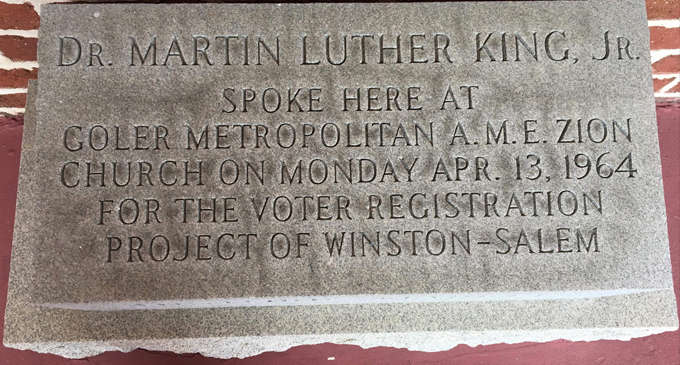 DR. MARTIN LUTHER KING, JR.
SPOKE HERE AT
GOLER METROPOLITAN A.M.E. ZION
CHURCH ON MONDAY APR. 13, 1964
FOR THE VOTER REGISTRATION
PROJECT OF WINSTON-SALEM